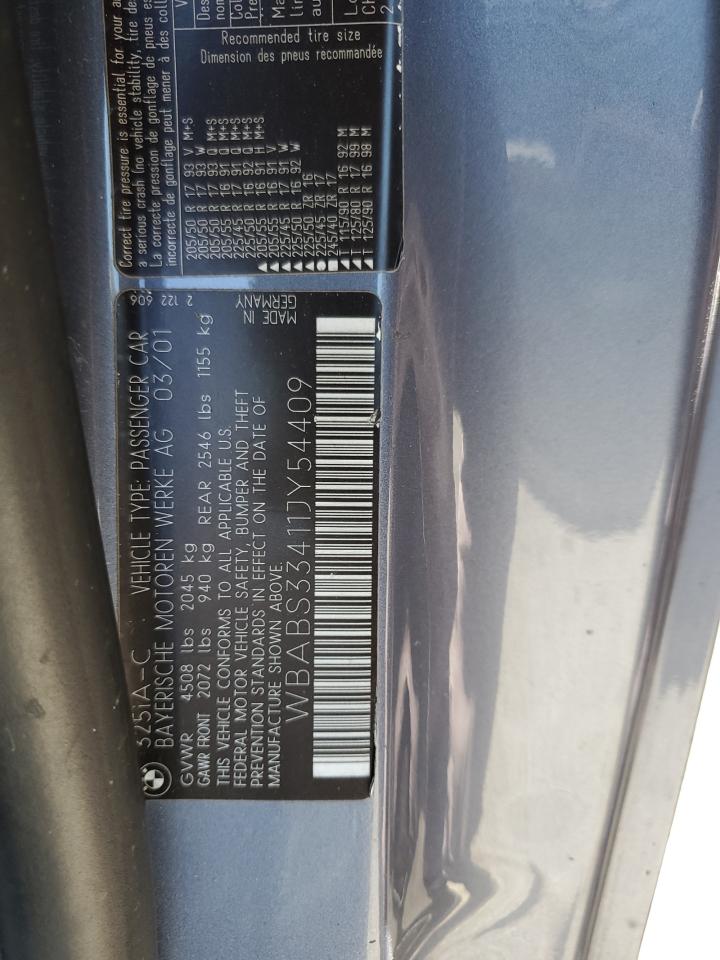 325iA-C VEHICLE TYPE: PASSENGER CAR
BAYERISCHE MOTOREN WERKE AG 03/01
GVWR 4508 lbs 2045 kg
GAWR FRONT 2072 lbs 940 kg REAR 2546 lbs 1155 kg
THIS VEHICLE CONFORMS TO ALL APPLICABLE U.S.
FEDERAL MOTOR VEHICLE SAFETY, BUMPER AND THEFT
PREVENTION STANDARDS IN EFFECT ON THE DATE OF
MANUFACTURE SHOWN ABOVE.
WBABS33411JY54409
2 122 606
MADE IN
GERMANY
Correct tire pressure is essential for your
a serious crash (no vehicle stability, tire
La correcte pression de gonflage de pneus
incorrecte de gonflage peut mener à des
Recommended tire size
Dimension des pneus recommandée
205/50 R 17 93 V M+S
205/50 R 17 93 W
205/50 R 17 93 Q M+S
205/55 R 16 91 Q M+S
225/45 R 17 91 Q M+S
225/50 R 16 92 Q M+S
▲ 205/55 R 16 91 H M+S
▲ 205/55 R 16 91 V
▲ 225/45 R 17 91 W
▲ 225/50 R 16 92 W
225/50 ZR 16
225/45 ZR 17
245/40 ZR 17
T 115/90 R 16 92 M
T 125/80 R 17 99 M
T 125/90 R 16 98 M